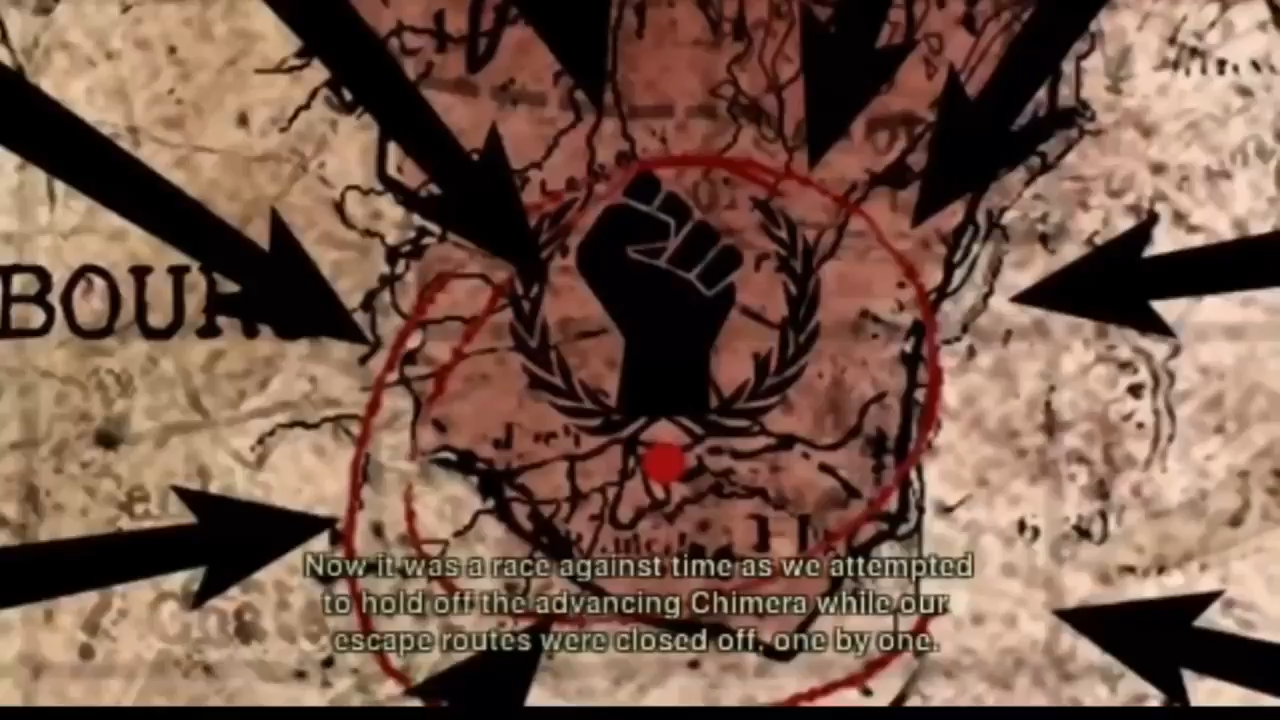 BOUR
Now it was a race against time as we attempted
to hold off the advancing Chimera while our
escape routes were closed off, one by one.